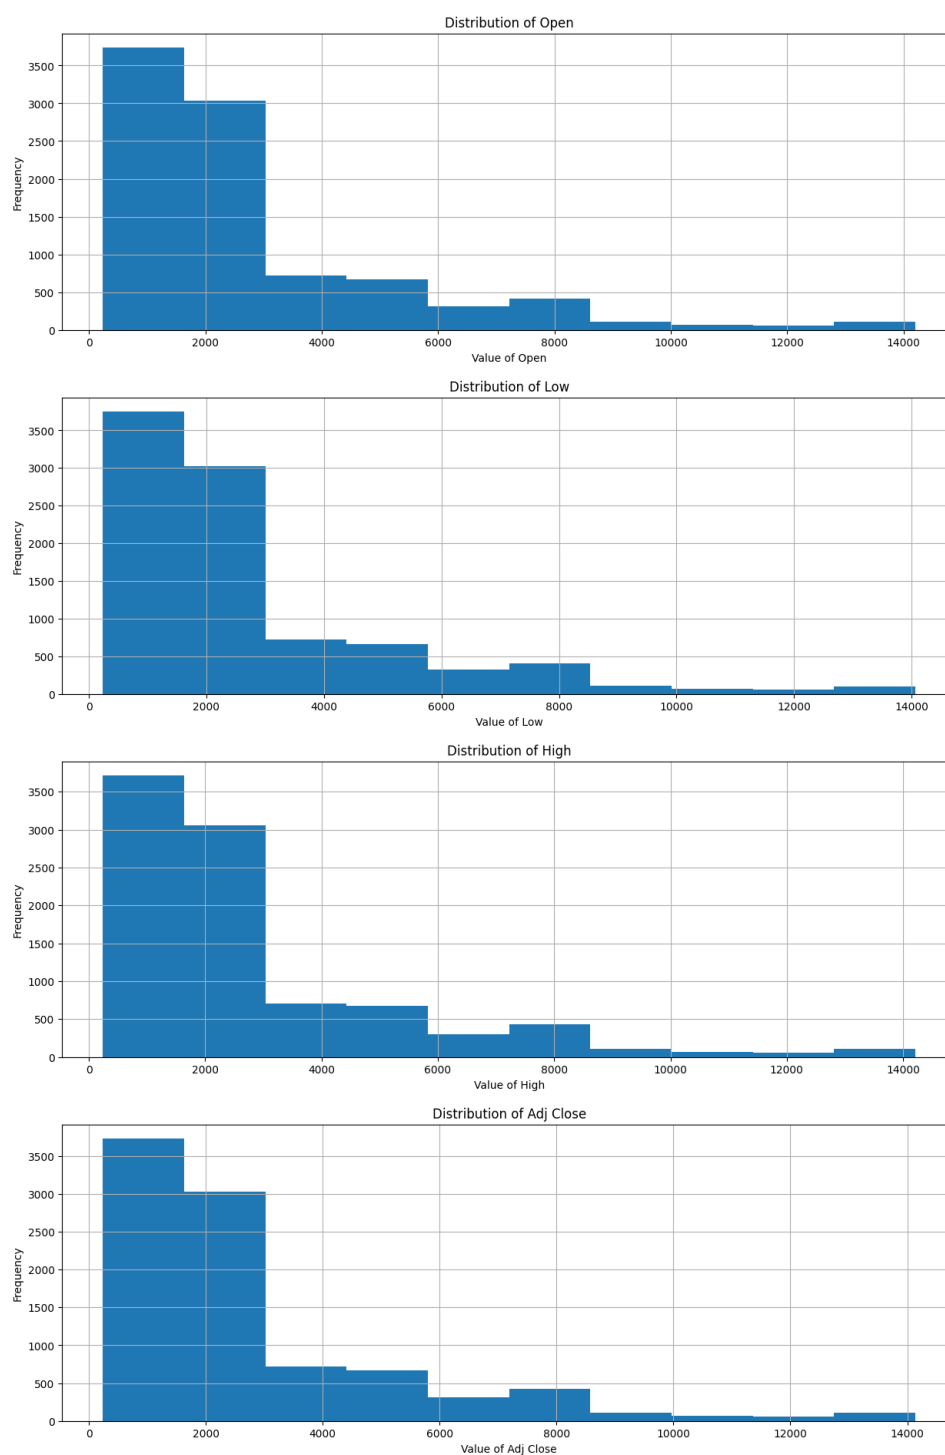 Distribution of Open
3500
3000
2500
2000
1500
1000
500
0
Frequency
0 2000 4000 6000 8000 10000 12000 14000
Value of Open
Distribution of Low
3500
3000
2500
2000
1500
1000
500
0
Frequency
0 2000 4000 6000 8000 10000 12000 14000
Value of Low
Distribution of High
3500
3000
2500
2000
1500
1000
500
0
Frequency
0 2000 4000 6000 8000 10000 12000 14000
Value of High
Distribution of Adj Close
3500
3000
2500
2000
1500
1000
500
0
Frequency
0 2000 4000 6000 8000 10000 12000 14000
Value of Adj Close